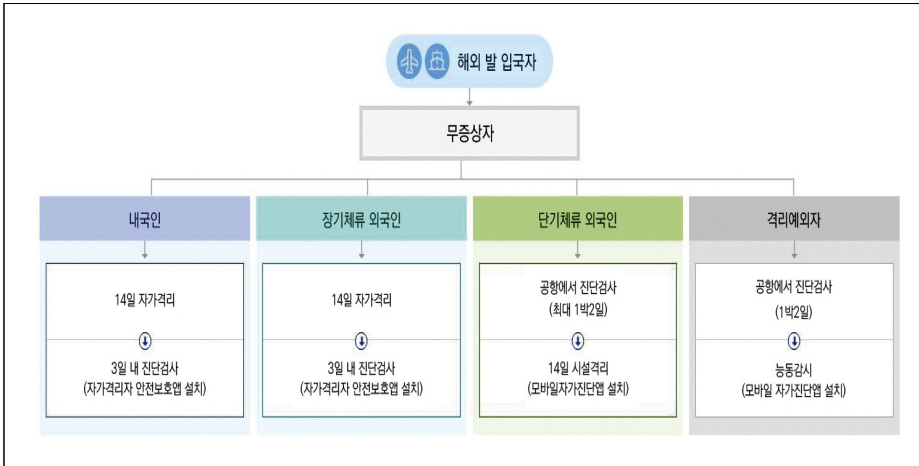 해외 발 입국자
무증상자
내국인
14일 자가격리
3일 내 진단검사
(자가격리자 안전보호앱 설치)
장기체류 외국인
14일 자가격리
3일 내 진단검사
(자가격리자 안전보호앱 설치)
단기체류 외국인
공항에서 진단검사
(최대 1박2일)
14일 시설격리
(모바일자가진단앱 설치)
격리예외자
공항에서 진단검사
(1박2일)
능동감시
(모바일 자가진단앱 설치)